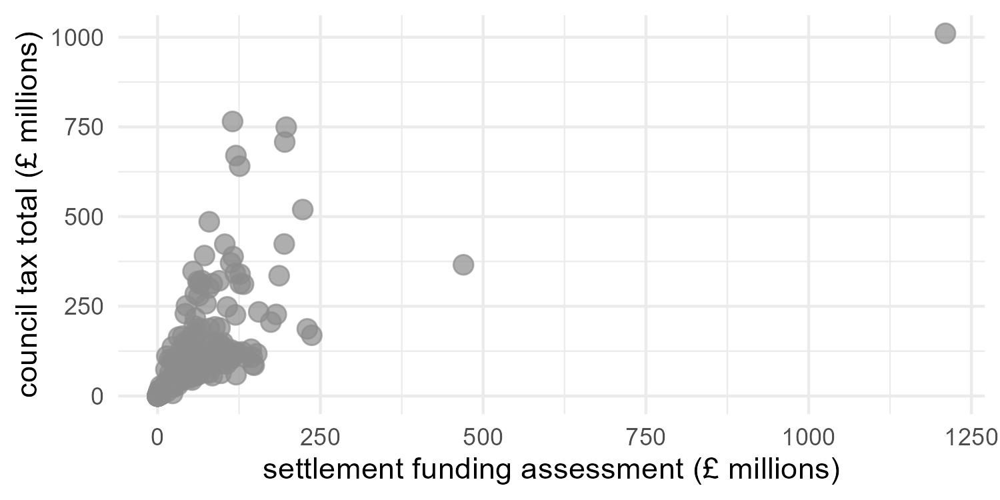 council tax total (£ millions)
1000
750
500
250
0
0 250 500 750 1000 1250
settlement funding assessment (£ millions)